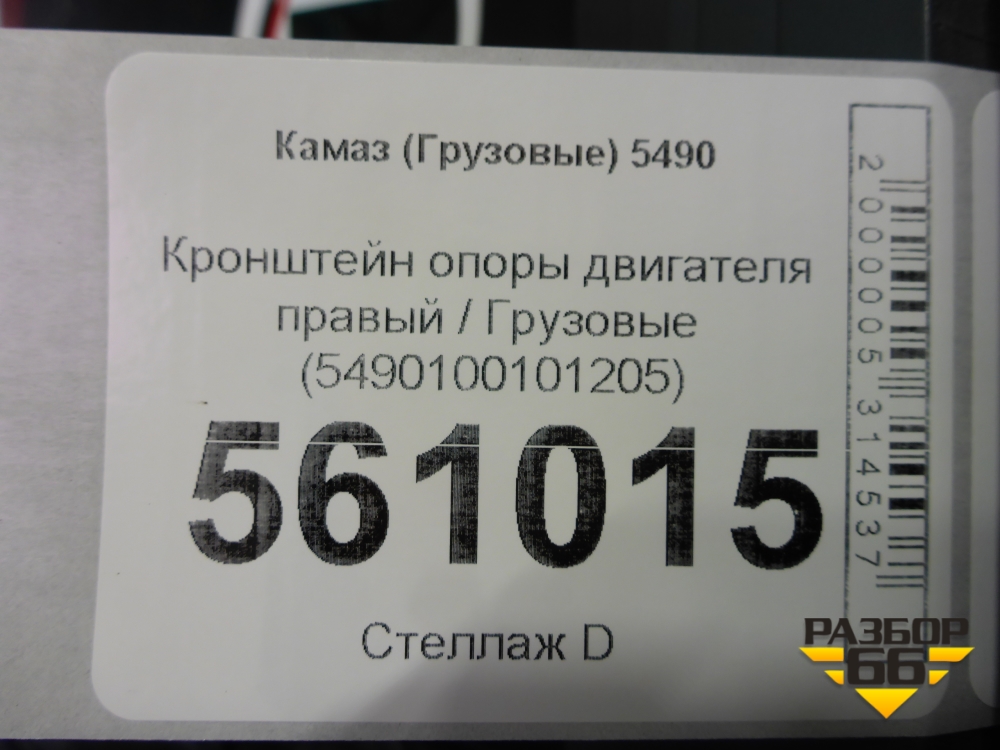 Камаз (Грузовые) 5490
Кронштейн опоры двигателя
правый / Грузовые
(5490100101205)
561015
Стеллаж D
2000005314537
РАЗБОР
66